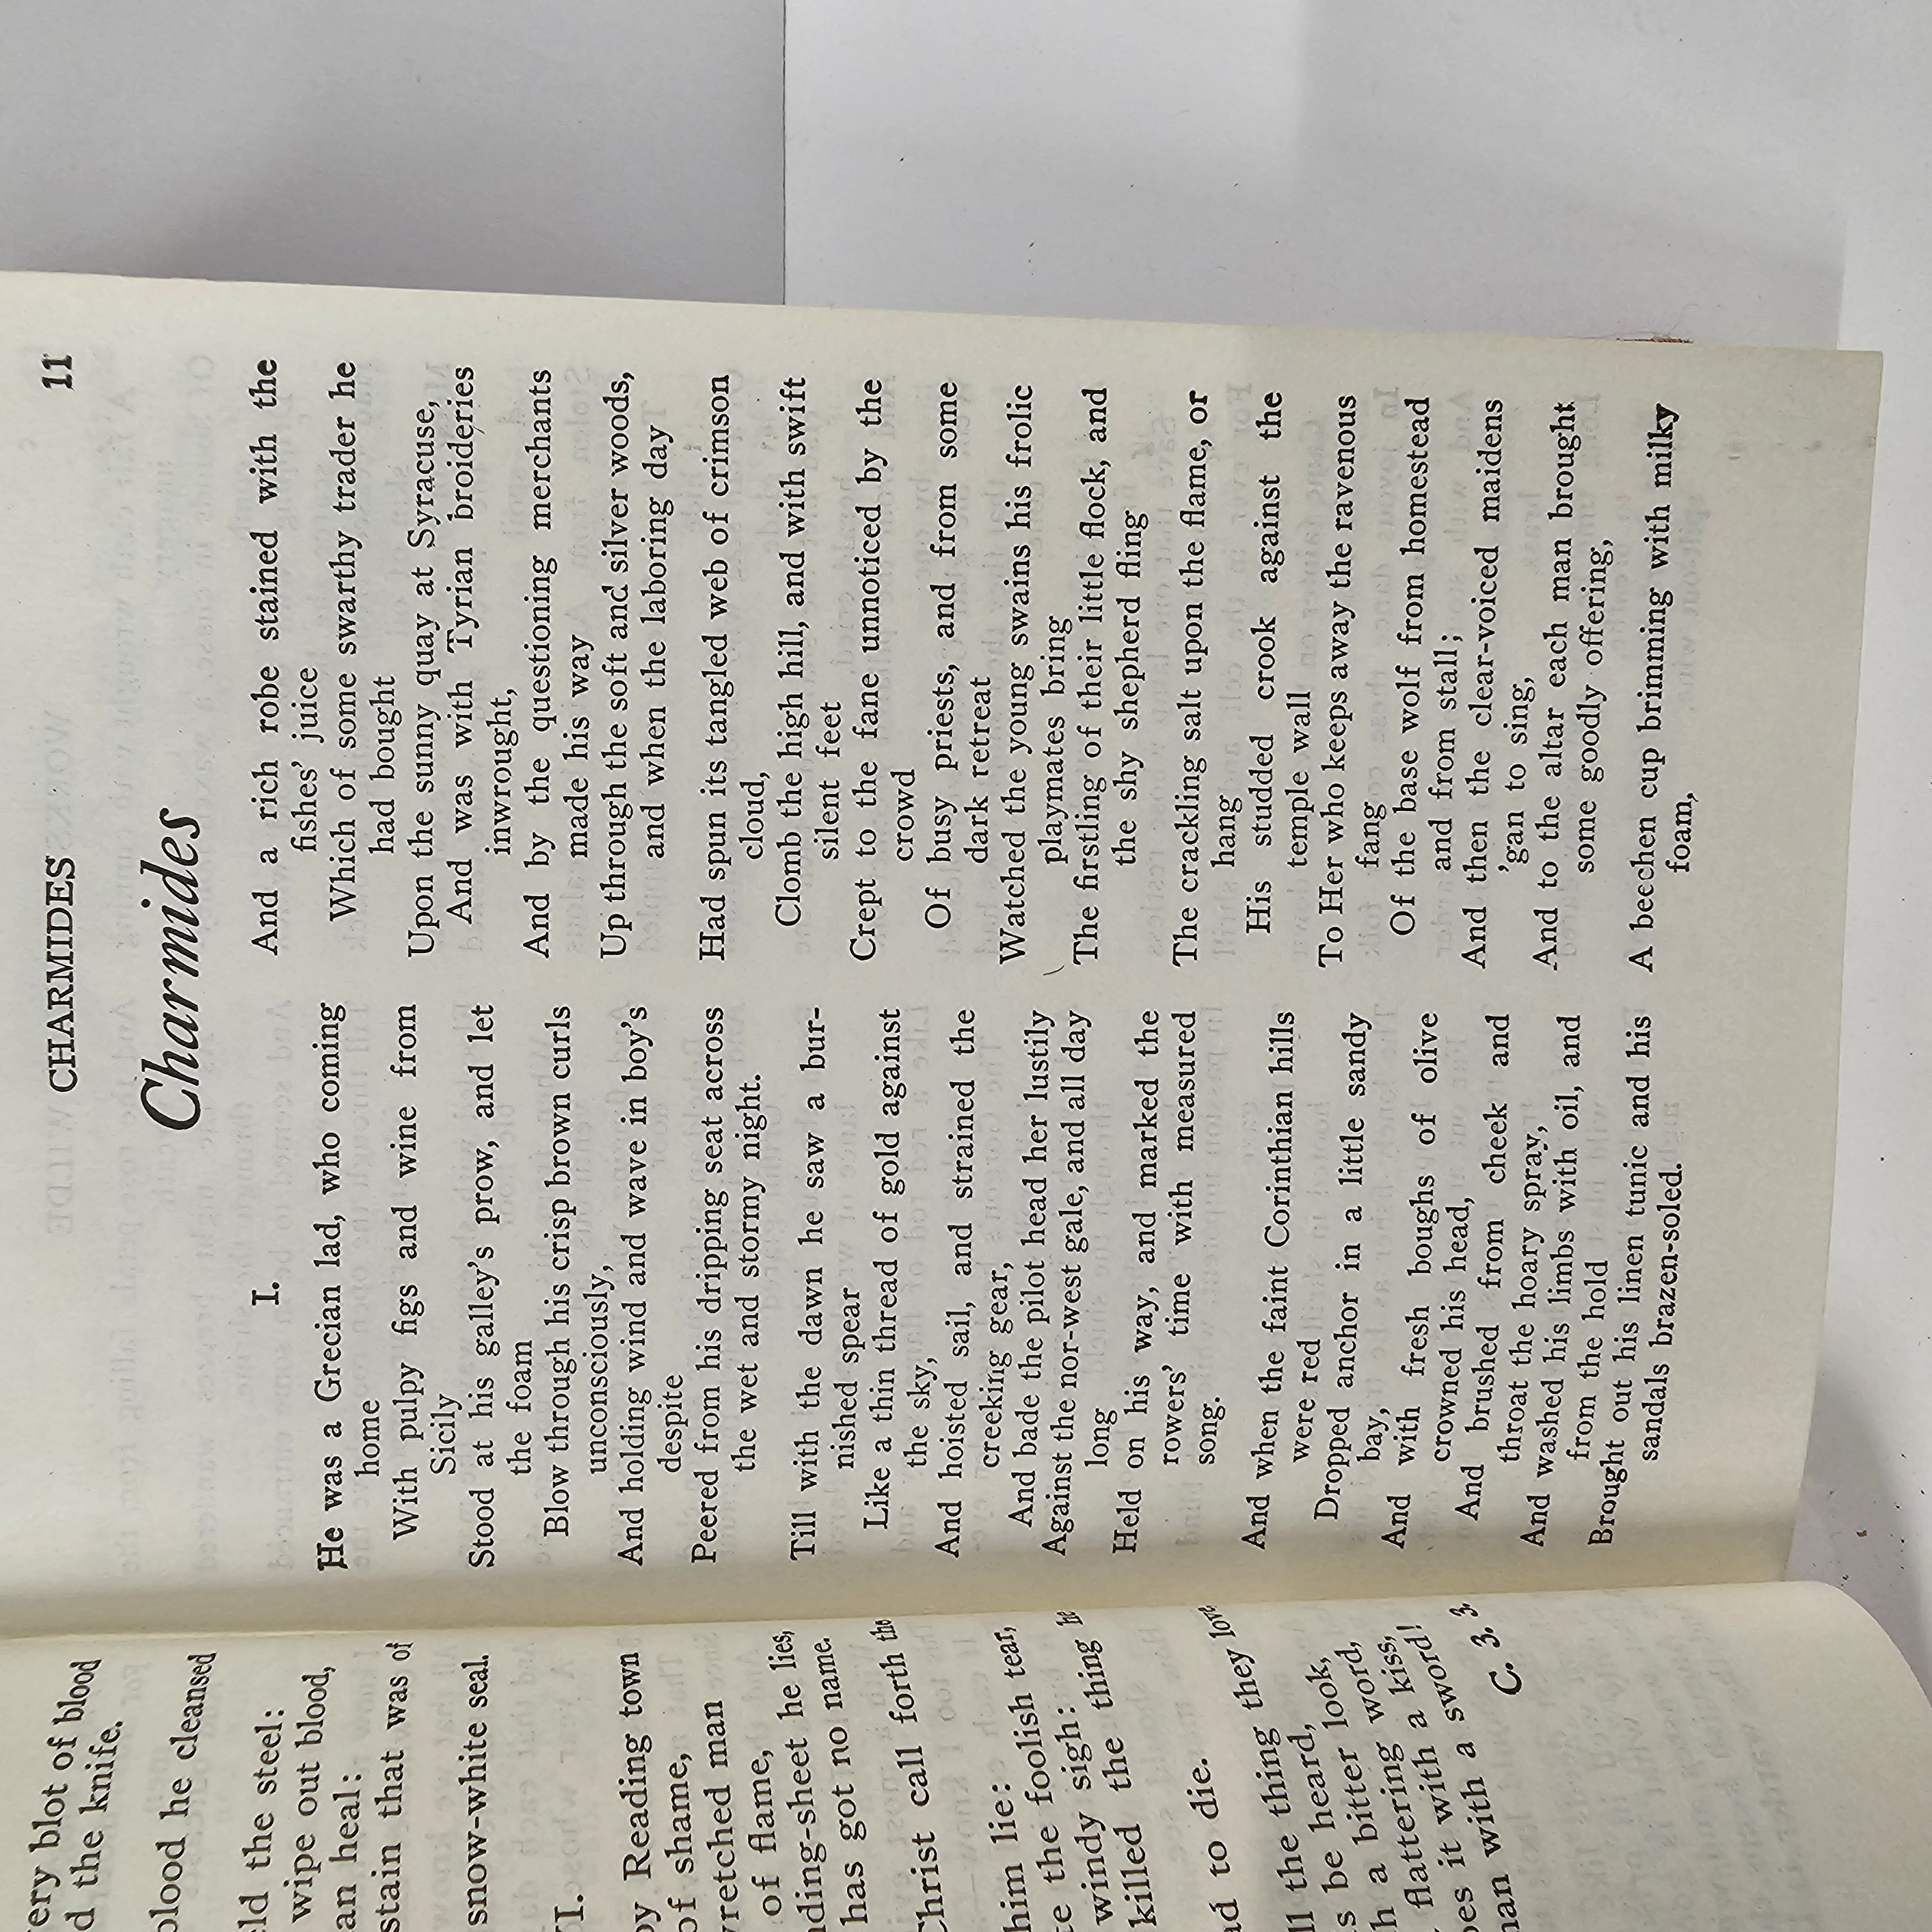 ery blot of blood
d the knife.
blood he cleansed
ld the steel:
wipe out blood,
an heal:
stain that was of
snow-white seal.
I.
by Reading town
of shame,
wretched man
of flame,
ding-sheet he lies,
has got no name.
Christ call forth the
him lie:
te the foolish tear,
windy sigh:
killed the thing he
ad to die.
ll the thing they love,
s be heard,
h a bitter look,
flattering word,
oes it with a kiss,
man with a sword!
C. 3. 3.
CHARMIDES 11
Charmides
I.
He was a Grecian lad, who coming
home
With pulpy figs and wine from
Sicily
Stood at his galley's prow, and let
the foam
Blow through his crisp brown curls
unconsciously,
And holding wind and wave in boy's
despite
Peered from his dripping seat across
the wet and stormy night.
Till with the dawn he saw a bur-
nished spear
Like a thin thread of gold against
the sky,
And hoisted sail, and strained the
creeking gear,
And bade the pilot head her lustily
Against the nor-west gale, and all day
long
Held on his way, and marked the
rowers' time with measured
song.
And when the faint Corinthian hills
were red
Dropped anchor in a little sandy
bay,
And with fresh boughs of olive
crowned his head,
And brushed from cheek and
throat the hoary spray,
And washed his limbs with oil, and
from the hold
Brought out his linen tunic and his
sandals brazen-soled.
And a rich robe stained with the
fishes' juice
Which of some swarthy trader he
had bought
Upon the sunny quay at Syracuse,
And was with Tyrian broideries
inwrought,
And by the questioning merchants
made his way
Up through the soft and silver woods,
and when the laboring day
Had spun its tangled web of crimson
cloud,
Clomb the high hill, and with swift
silent feet
Crept to the fane unnoticed by the
crowd
Of busy priests, and from some
dark retreat
Watched the young swains his frolic
playmates bring
The firstling of their little flock, and
the shy shepherd fling
The crackling salt upon the flame, or
hang
His studded crook against the
temple wall
To Her who keeps away the ravenous
fang
Of the base wolf from homestead
and from stall;
And then the clear-voiced maidens
'gan to sing,
And to the altar each man brought
some goodly offering,
A beechen cup brimming with milky
foam,